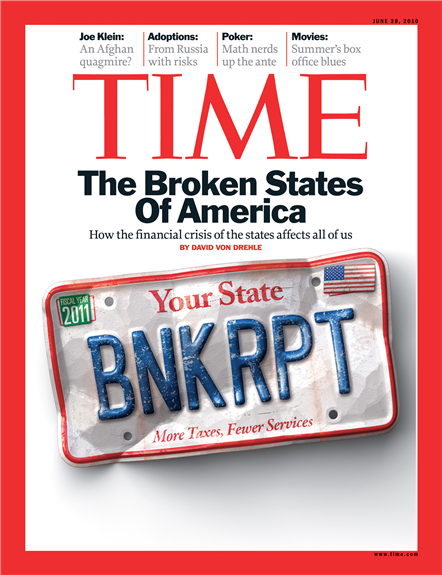 JUNE 28, 2010
Joe Klein:
An Afghan
quagmire?
Adoptions:
From Russia
with risks
Poker:
Math nerds
up the ante
Movies:
Summer's box
office blues
TIME
The Broken States
Of America
How the financial crisis of the states affects all of us
BY DAVID VON DREHLE
FISCAL YEAR
2011
Your State
BNKRPT
More Taxes, Fewer Services
www.time.com